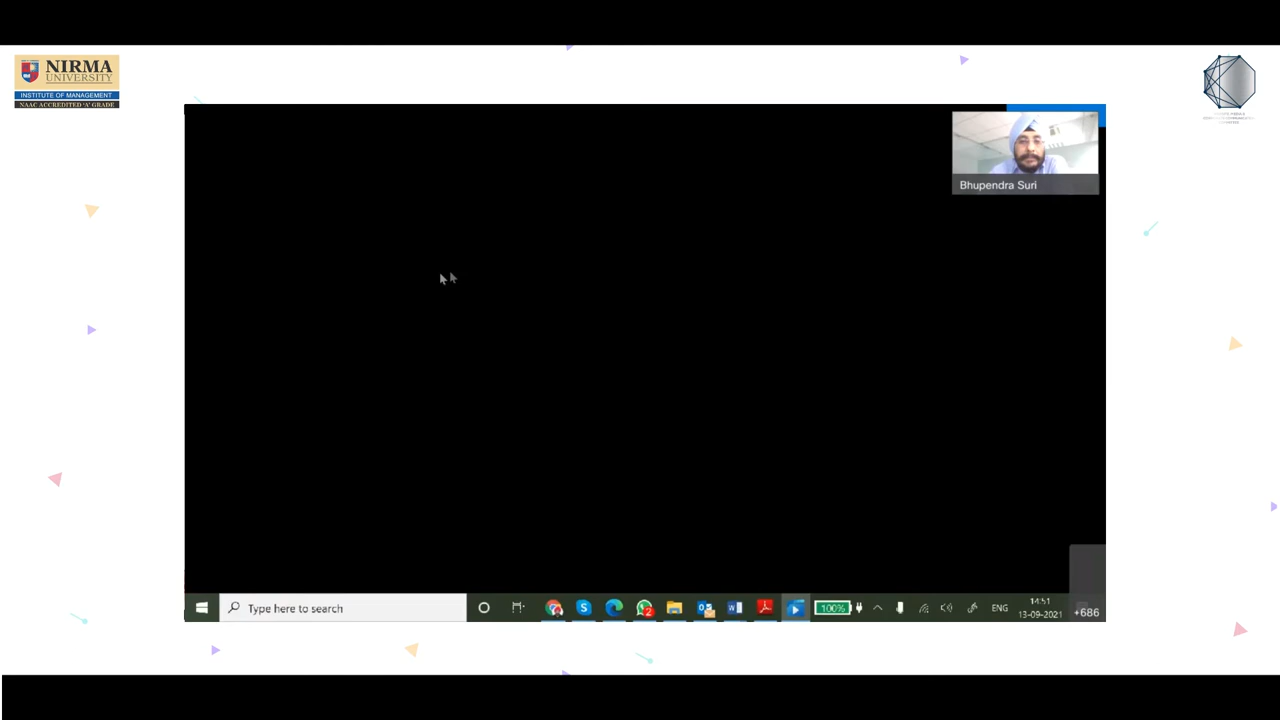 NIRMA
UNIVERSITY
INSTITUTE OF MANAGEMENT
NAAC ACCREDITED 'A' GRADE
Bhupendra Suri
Type here to search
2
100%
ENG
14:51
13-09-2021
+686